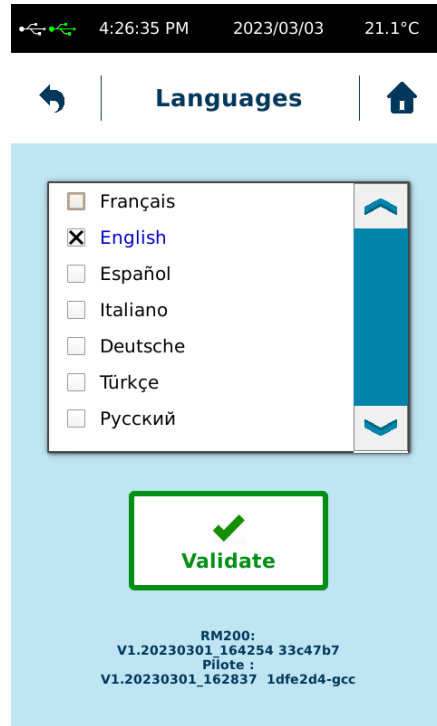 4:26:35 PM 2023/03/03 21.1°C
Languages
Français
English
Español
Italiano
Deutsche
Türkçe
Русский
Validate
RM200:
V1.20230301_164254 33c47b7
Pilote :
V1.20230301_162837 1dfe2d4-gcc